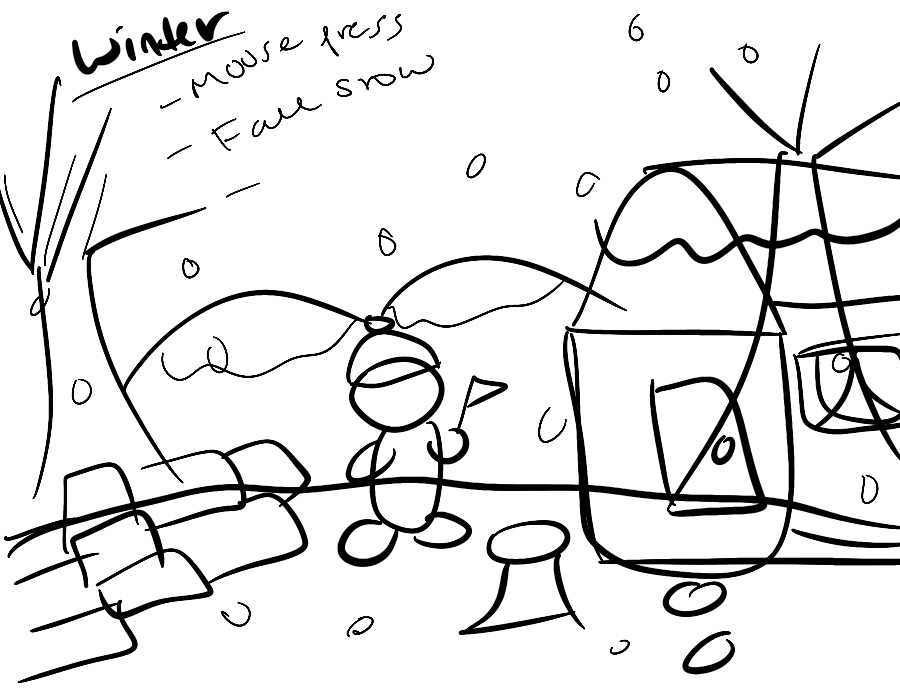 Winter
- Mouse press
- Fall snow
-